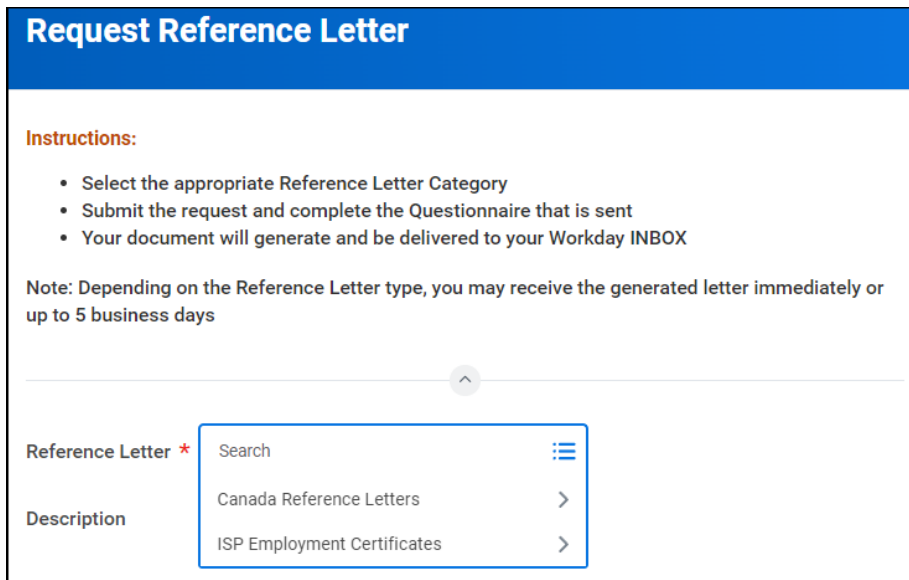 Request Reference Letter
Instructions:
• Select the appropriate Reference Letter Category
• Submit the request and complete the Questionnaire that is sent
• Your document will generate and be delivered to your Workday INBOX
Note: Depending on the Reference Letter type, you may receive the generated letter immediately or
up to 5 business days
Reference Letter * Search
Canada Reference Letters
Description
ISP Employment Certificates